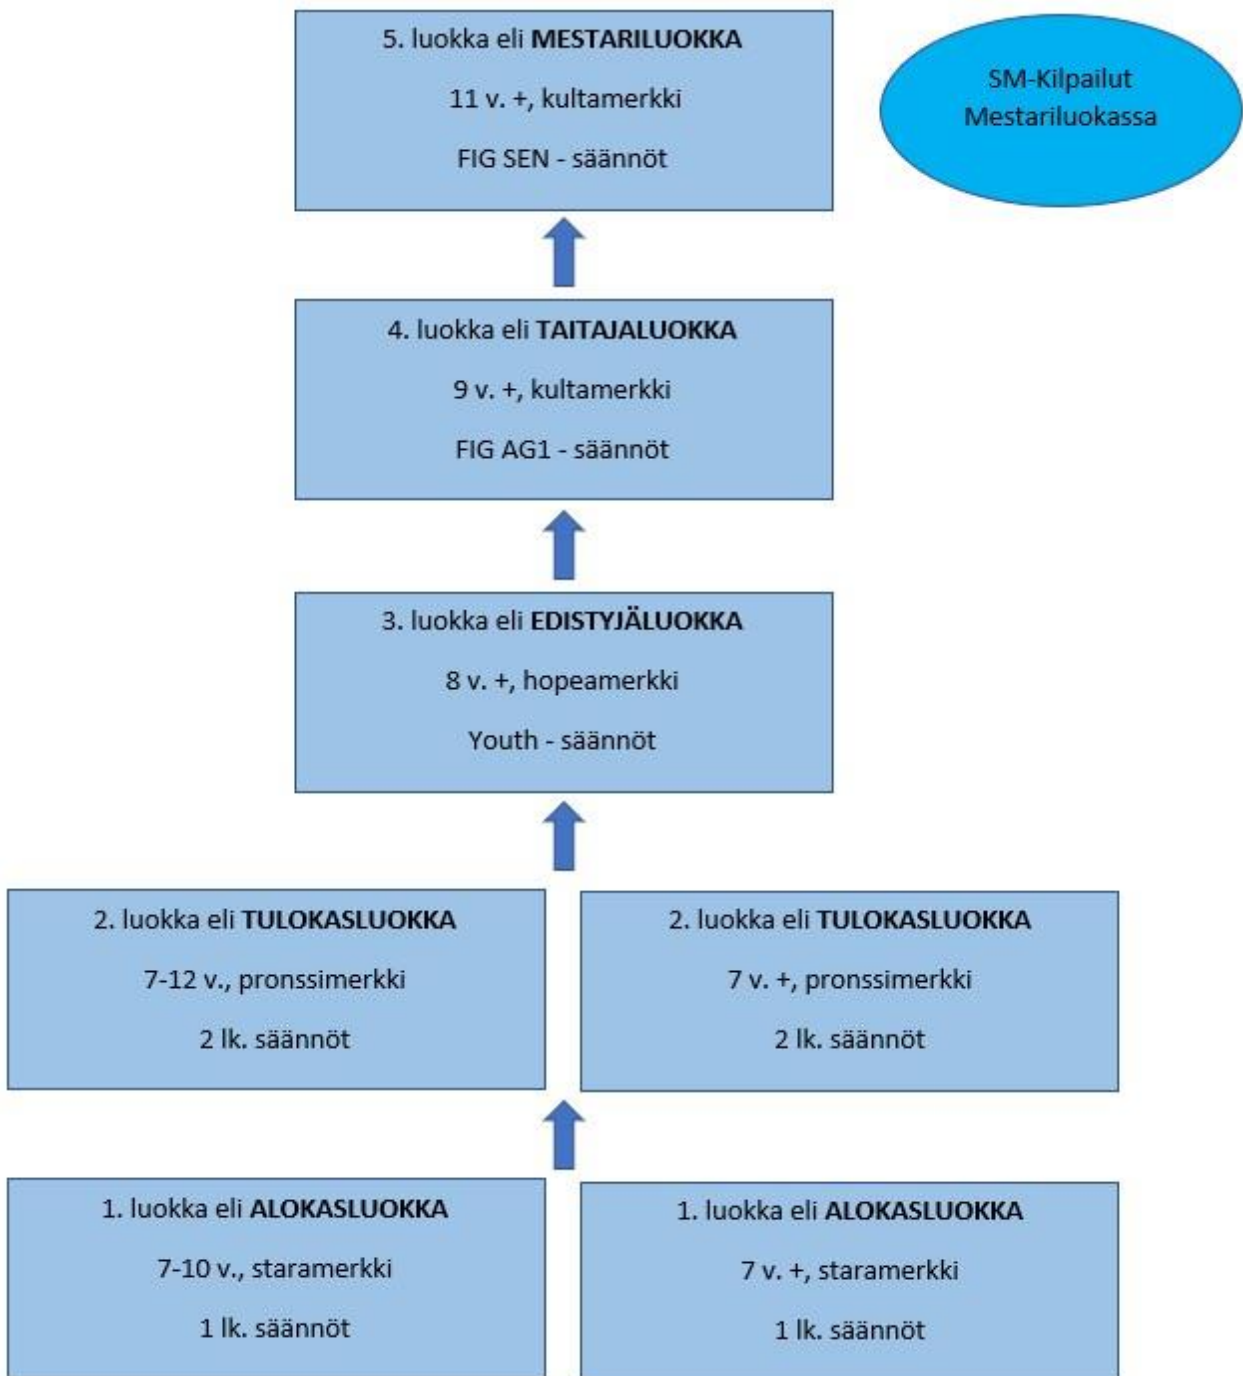 5. luokka eli MESTARILUOKKA
11 v. +, kultamerkki
FIG SEN - säännöt
SM-Kilpailut
Mestariluokassa
4. luokka eli TAITAJALUOKKA
9 v. +, kultamerkki
FIG AG1 - säännöt
3. luokka eli EDISTYJÄLUOKKA
8 v. +, hopeamerkki
Youth - säännöt
2. luokka eli TULOKASLUOKKA
7-12 v., pronssimerkki
2 lk. säännöt
2. luokka eli TULOKASLUOKKA
7 v. +, pronssimerkki
2 lk. säännöt
1. luokka eli ALOKASLUOKKA
7-10 v., staramerkki
1 lk. säännöt
1. luokka eli ALOKASLUOKKA
7 v. +, staramerkki
1 lk. säännöt